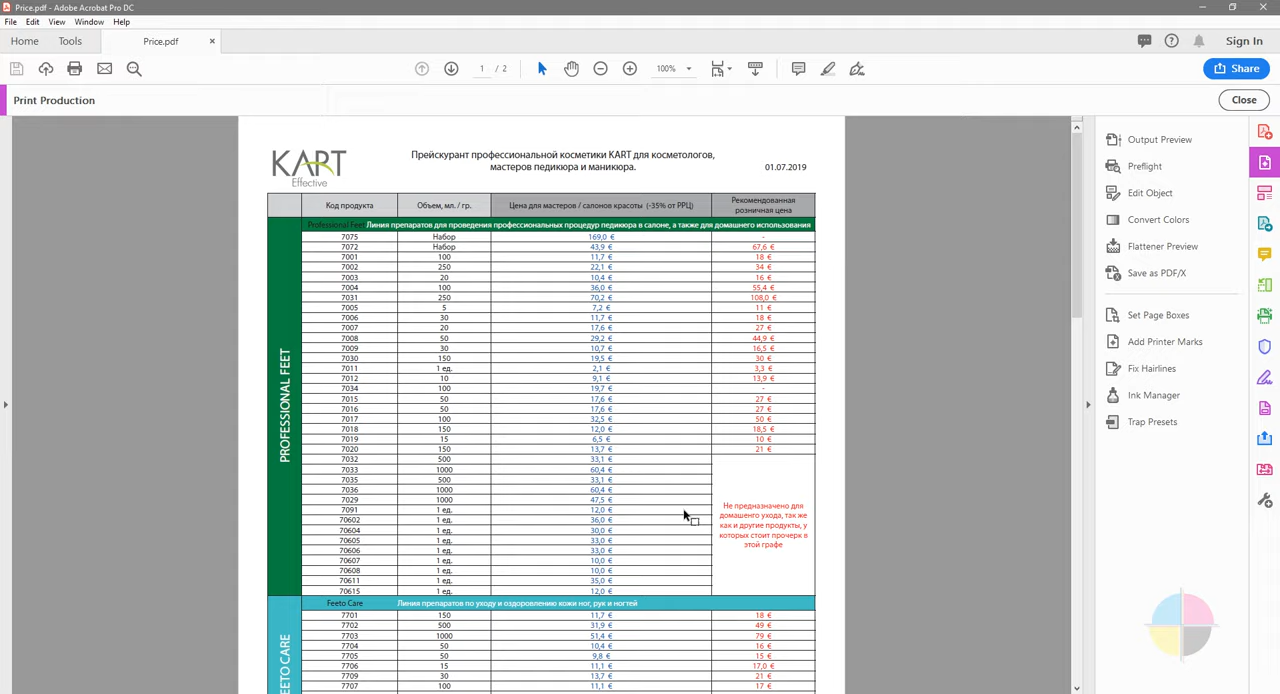 Price.pdf - Adobe Acrobat Pro DC
File Edit View Window Help
Home Tools Price.pdf × Sign In
1 / 2 100% Share
Print Production Close
KART
Effective
Прейскурант профессиональной косметики KART для косметологов,
мастеров педикюра и маникюра.
01.07.2019
Код продукта Объем, мл. / гр. Цена для мастеров / салонов красоты (-35% от РРЦ) Рекомендованная розничная цена
Professional Feet Линия препаратов для проведения профессиональных процедур педикюра в салоне, а также для домашнего использования
7075 Набор 169,0 € -
7072 Набор 43,9 € 67,6 €
7001 100 11,7 € 18 €
7002 250 22,1 € 34 €
7003 20 10,4 € 16 €
7004 100 36,0 € 55,4 €
7031 250 70,2 € 108,0 €
7005 5 7,2 € 11 €
7006 30 11,7 € 18 €
7007 20 17,6 € 27 €
7008 50 29,2 € 44,9 €
7009 30 10,7 € 16,5 €
7030 150 19,5 € 30 €
7011 1 ед. 2,1 € 3,3 €
7012 10 9,1 € 13,9 €
7034 100 19,7 € -
7015 50 17,6 € 27 €
7016 50 17,6 € 27 €
7017 100 32,5 € 50 €
7018 150 12,0 € 18,5 €
7019 15 6,5 € 10 €
7020 150 13,7 € 21 €
7032 500 33,1 €
7033 1000 60,4 €
7035 500 33,1 €
7036 1000 60,4 €
7029 1000 47,5 €
7091 1 ед. 12,0 €
70602 1 ед. 36,0 €
70604 1 ед. 30,0 €
70605 1 ед. 33,0 €
70606 1 ед. 33,0 €
70607 1 ед. 10,0 €
70608 1 ед. 10,0 €
70611 1 ед. 35,0 €
70615 1 ед. 12,0 €
Не предназначено для
домашнего ухода, так же
как и другие продукты, у
которых стоит прочерк в
этой графе
PROFESSIONAL FEET
Feeto Care Линия препаратов по уходу и оздоровлению кожи ног, рук и ногтей
7701 150 11,7 € 18 €
7702 500 31,9 € 49 €
7703 1000 51,4 € 79 €
7704 50 10,4 € 16 €
7705 50 9,8 € 15 €
7706 15 11,1 € 17,0 €
7709 30 13,7 € 21 €
7707 100 11,1 € 17 €
FEETO CARE
Output Preview
Preflight
Edit Object
Convert Colors
Flattener Preview
Save as PDF/X
Set Page Boxes
Add Printer Marks
Fix Hairlines
Ink Manager
Trap Presets